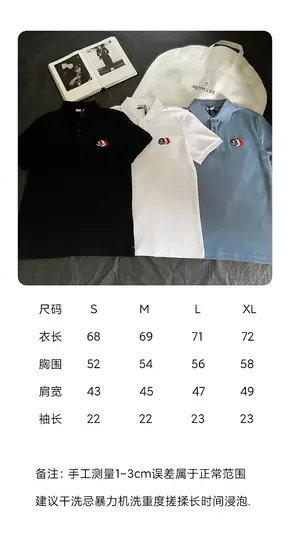 MONCLER
尺码 S M L XL
衣长 68 69 71 72
胸围 52 54 56 58
肩宽 43 45 47 49
袖长 22 22 23 23
备注: 手工测量1-3cm误差属于正常范围
建议干洗忌暴力机洗重度搓揉长时间浸泡.